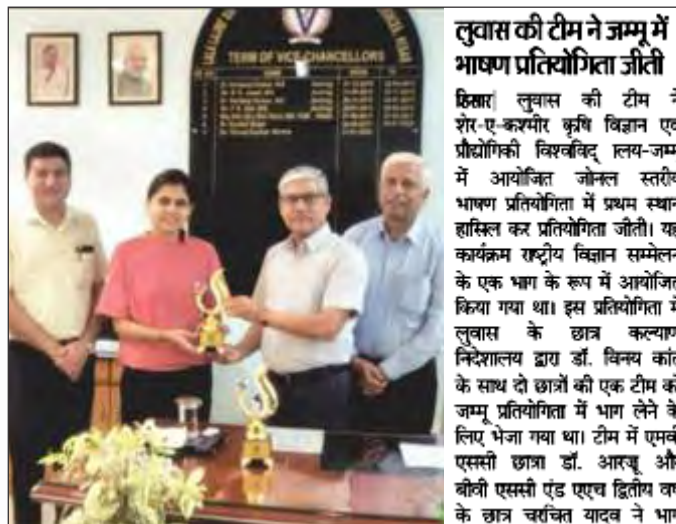 TERM OF VICE-CHANCELLORS
लुवास की टीम ने जम्मू में
भाषण प्रतियोगिता जीती
हिसार| लुवास की टीम ने
शेर-ए-कश्मीर कृषि विज्ञान एवं
प्रौद्योगिकी विश्वविद् ालय-जम्मू
में आयोजित जोनल स्तरीय
भाषण प्रतियोगिता में प्रथम स्थान
हासिल कर प्रतियोगिता जीती। यह
कार्यक्रम राष्ट्रीय विज्ञान सम्मेलन
के एक भाग के रूप में आयोजित
किया गया था। इस प्रतियोगिता में
लुवास के छात्र कल्याण
निदेशालय द्वारा डॉ. विनय कांत
के साथ दो छात्रों की एक टीम को
जम्मू प्रतियोगिता में भाग लेने के
लिए भेजा गया था। टीम में एमवी
एससी छात्रा डॉ. आरजू और
बीवी एससी एंड एएच द्वितीय वर्ष
के छात्र चरचित यादव ने भाग